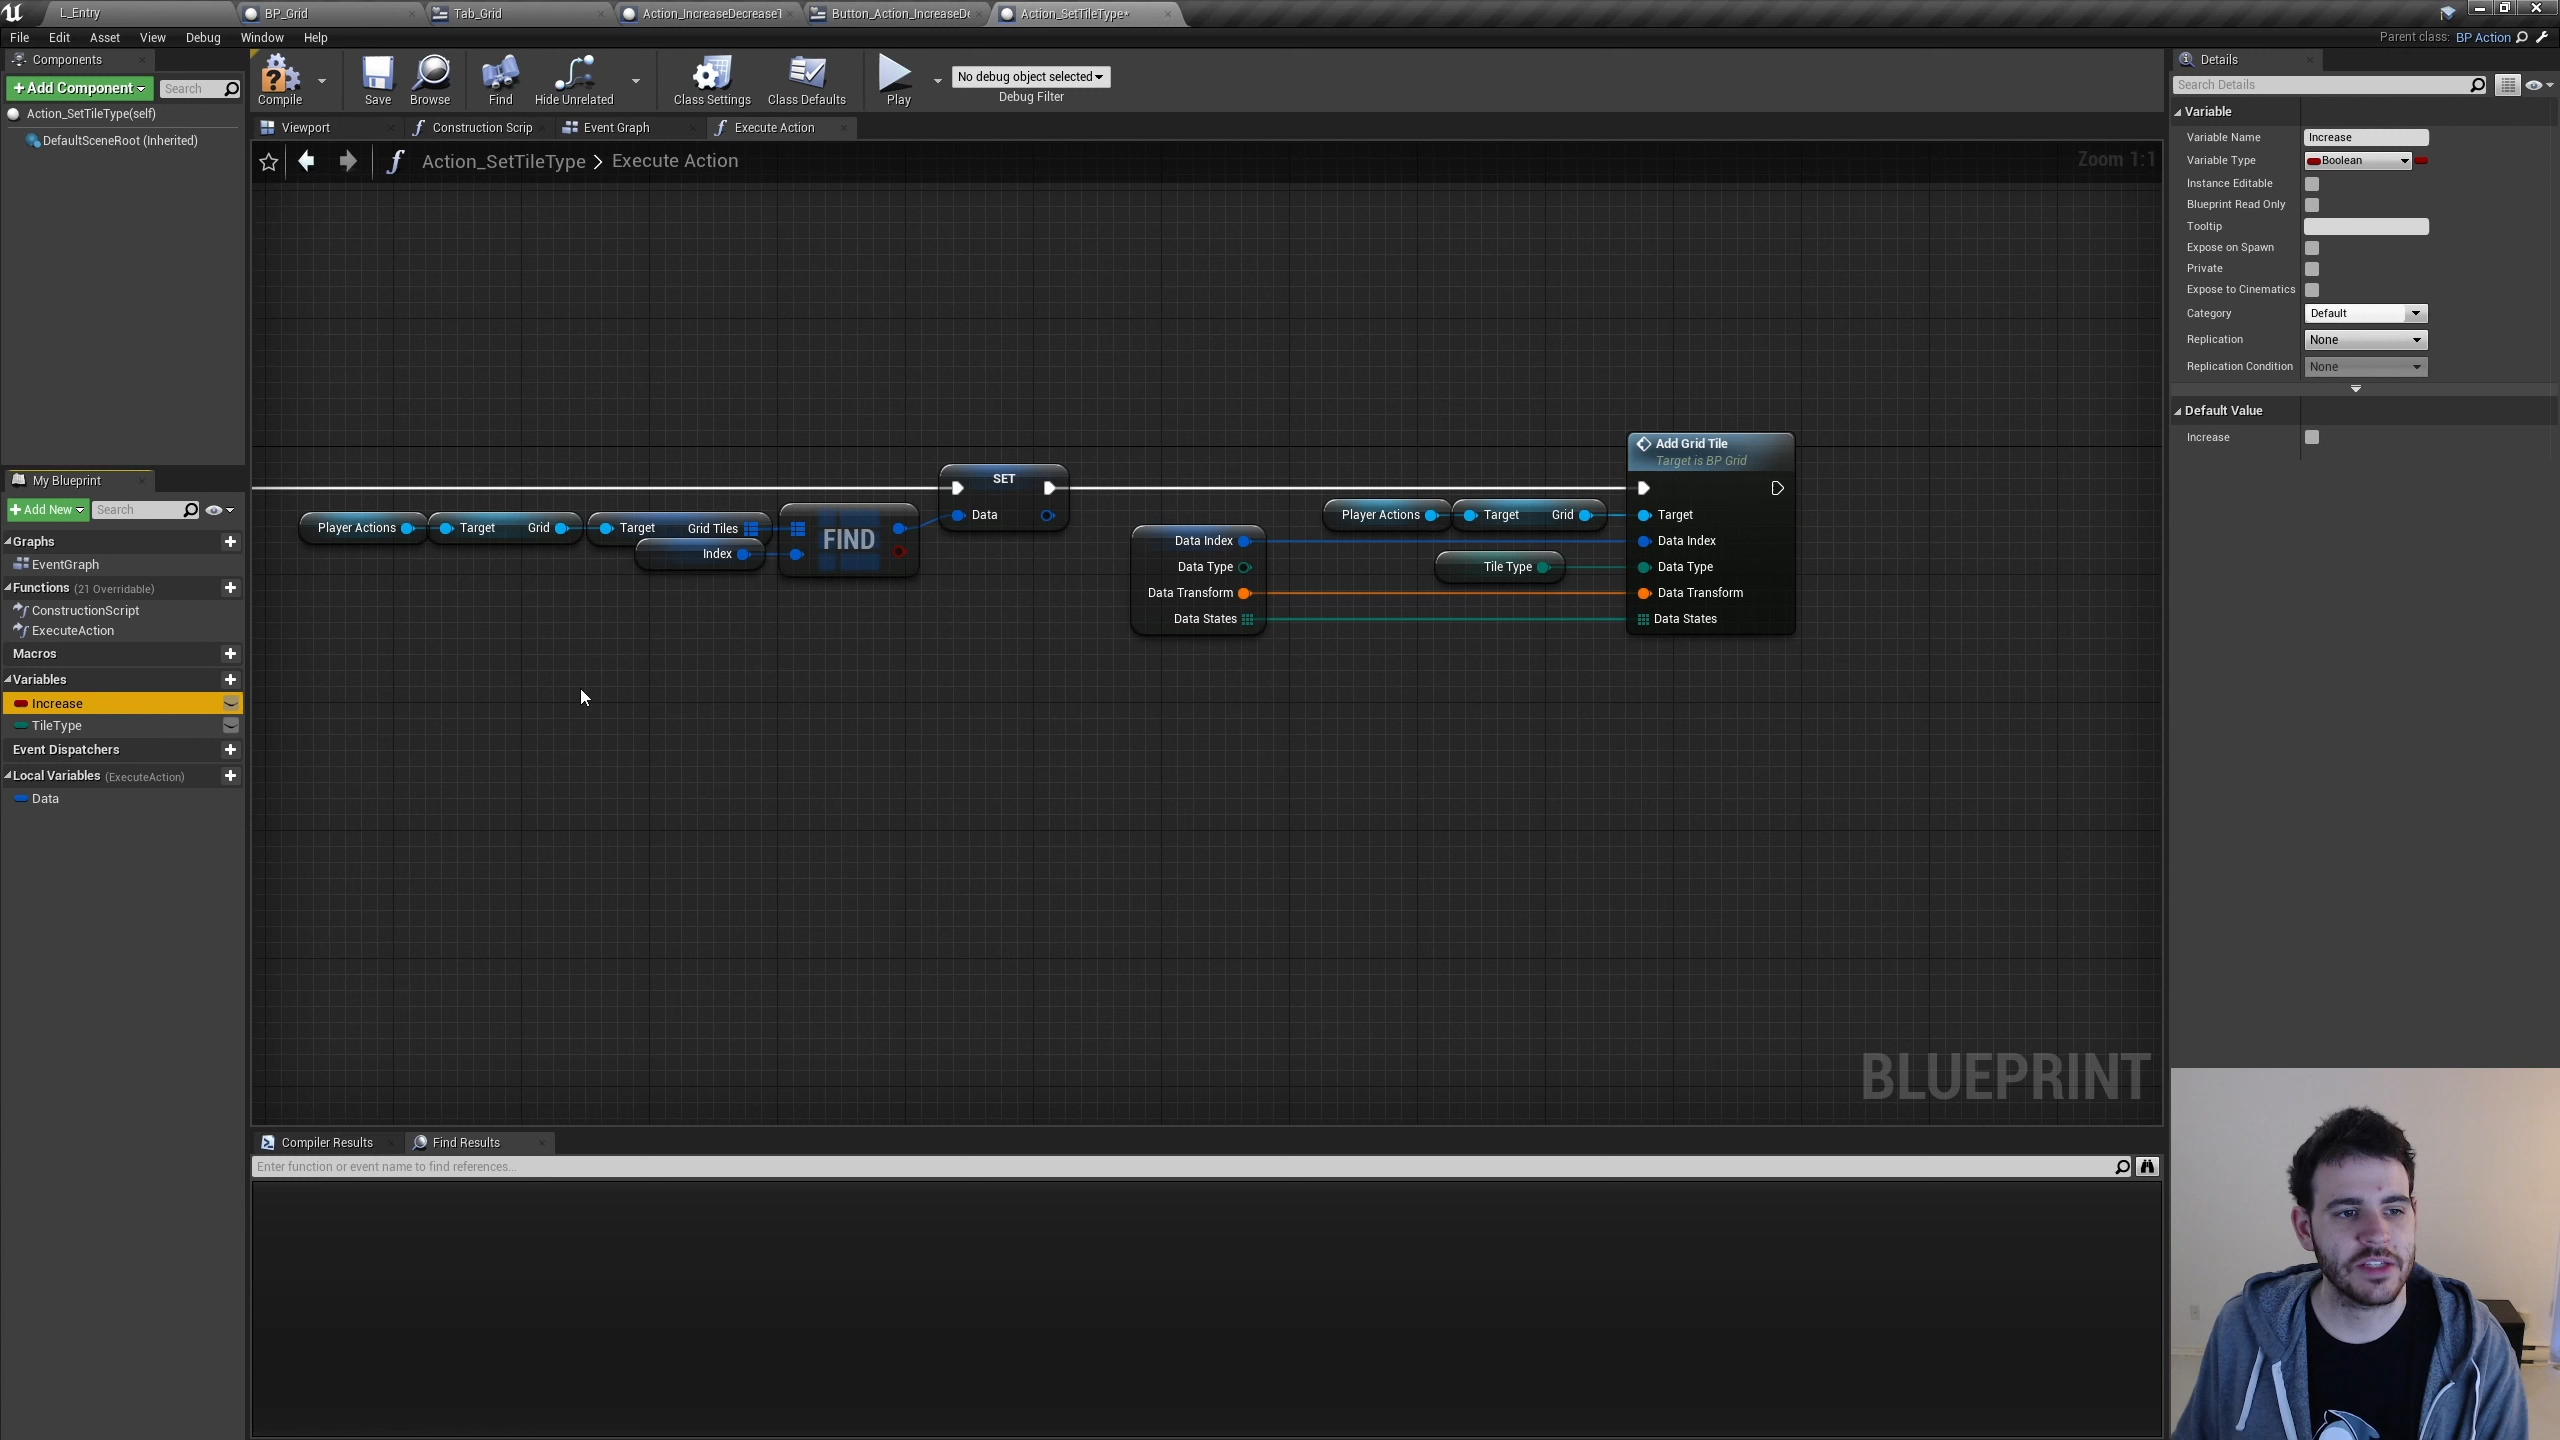 L_Entry
BP_Grid
Tab_Grid
Action_IncreaseDecreaseT
Button_Action_IncreaseDe
Action_SetTileType*
File Edit Asset View Debug Window Help
Parent class: BP Action
Components
+Add Component
Search
Action_SetTileType(self)
DefaultSceneRoot (Inherited)
Compile
Save
Browse
Find
Hide Unrelated
Class Settings
Class Defaults
Play
No debug object selected
Debug Filter
Viewport
Construction Scrip
Event Graph
Execute Action
Action_SetTileType > Execute Action
Zoom 1:1
Player Actions
Target Grid
Target Grid Tiles
Index
FIND
SET
Data
Data Index
Data Type
Data Transform
Data States
Player Actions
Target Grid
Tile Type
Add Grid Tile
Target is BP Grid
Target
Data Index
Data Type
Data Transform
Data States
BLUEPRINT
My Blueprint
+Add New
Search
Graphs
EventGraph
Functions (21 Overridable)
ConstructionScript
ExecuteAction
Macros
Variables
Increase
TileType
Event Dispatchers
Local Variables (ExecuteAction)
Data
Compiler Results
Find Results
Enter function or event name to find references...
Details
Search Details
Variable
Variable Name Increase
Variable Type Boolean
Instance Editable
Blueprint Read Only
Tooltip
Expose on Spawn
Private
Expose to Cinematics
Category Default
Replication None
Replication Condition None
Default Value
Increase